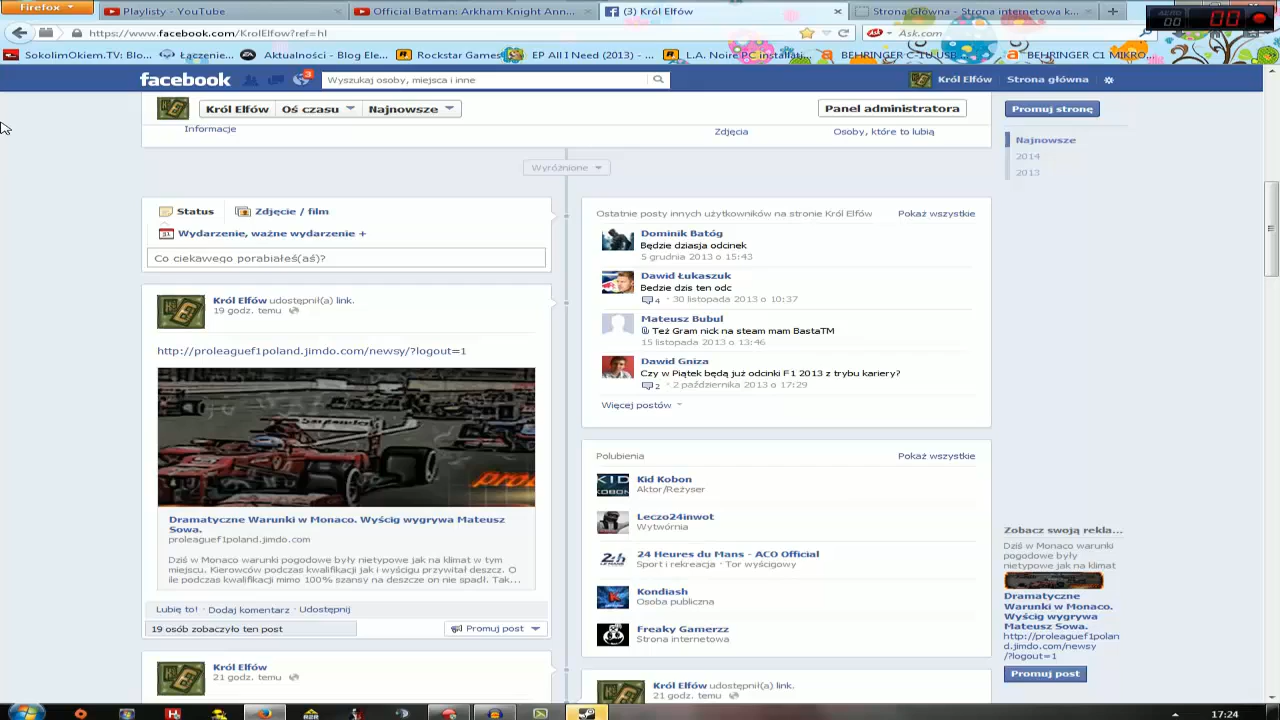 Firefox
Playlisty - YouTube
Official Batman: Arkham Knight Ann...
(3) Król Elfów
Strona Główna - Strona internetowa k...
https://www.facebook.com/KrolElfow?ref=hl
Ask.com
SokolimOkiem.TV: Blo...
Łączenie...
Aktualności - Blog Ele...
Rockstar Games
EP All I Need (2013) - ...
L.A. Noire PC instalacj...
BEHRINGER C-1U USB ...
BEHRINGER C1 MIKRO...
00
00
facebook
3
Wyszukaj osoby, miejsca i inne
Król Elfów
Strona główna
Król Elfów
Oś czasu
Najnowsze
Panel administratora
Promuj stronę
Informacje
Zdjęcia
Osoby, które to lubią
Najnowsze
2014
2013
Wyróżnione
Status
Zdjęcie / film
31 Wydarzenie, ważne wydarzenie +
Co ciekawego porabiałeś(aś)?
Król Elfów udostępnił(a) link.
19 godz. temu
http://proleaguef1poland.jimdo.com/newsy/?logout=1
Dramatyczne Warunki w Monaco. Wyścig wygrywa Mateusz
Sowa.
proleaguef1poland.jimdo.com
Dziś w Monaco warunki pogodowe były nietypowe jak na klimat w tym
miejscu. Kierowców podczas kwalifikacji jak i wyścigu przywitał deszcz. O
ile podczas kwalifikacji mimo 100% szansy na deszcze on nie spadł. Tak...
Lubię to! · Dodaj komentarz · Udostępnij
19 osób zobaczyło ten post
Promuj post
Król Elfów
21 godz. temu
Ostatnie posty innych użytkowników na stronie Król Elfów
Pokaż wszystkie
Dominik Batóg
Będzie dziasja odcinek
5 grudnia 2013 o 15:43
Dawid Łukaszuk
Bedzie dzis ten odc
4 · 30 listopada 2013 o 10:37
Mateusz Bubul
Też Gram nick na steam mam BastaTM
15 listopada 2013 o 13:46
Dawid Gniza
Czy w Piątek będą już odcinki F1 2013 z trybu kariery?
2 · 2 października 2013 o 17:29
Więcej postów
Polubienia
Pokaż wszystkie
KID
KOBON
Kid Kobon
Aktor/Reżyser
Leczo24inwot
Wytwórnia
24 Heures du Mans - ACO Official
Sport i rekreacja · Tor wyścigowy
Kondiash
Osoba publiczna
Freaky Gamerzz
Strona internetowa
Król Elfów udostępnił(a) link.
21 godz. temu
Zobacz swoją rekla...
Dziś w Monaco warunki
pogodowe były
nietypowe jak na klimat
Dramatyczne
Warunki w Monaco.
Wyścig wygrywa
Mateusz Sowa.
http://proleaguef1polan
d.jimdo.com/newsy
/?logout=1
Promuj post
17:24